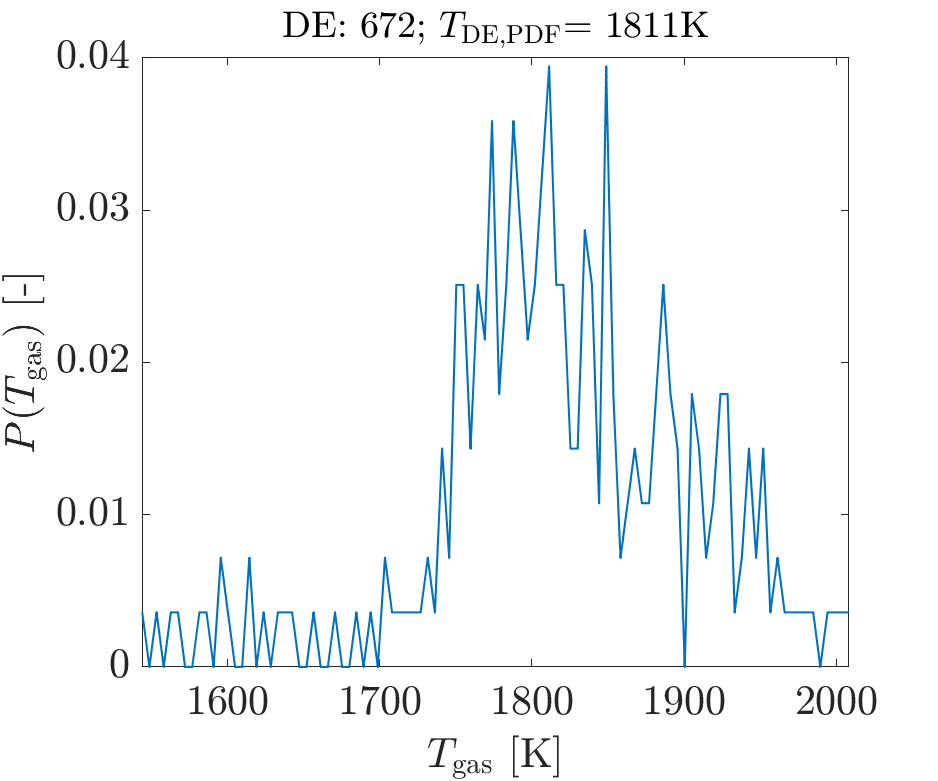 DE: 672; T_DE,PDF= 1811K
0.04
0.03
0.02
0.01
0
P(T_gas) [-]
1600 1700 1800 1900 2000
T_gas [K]